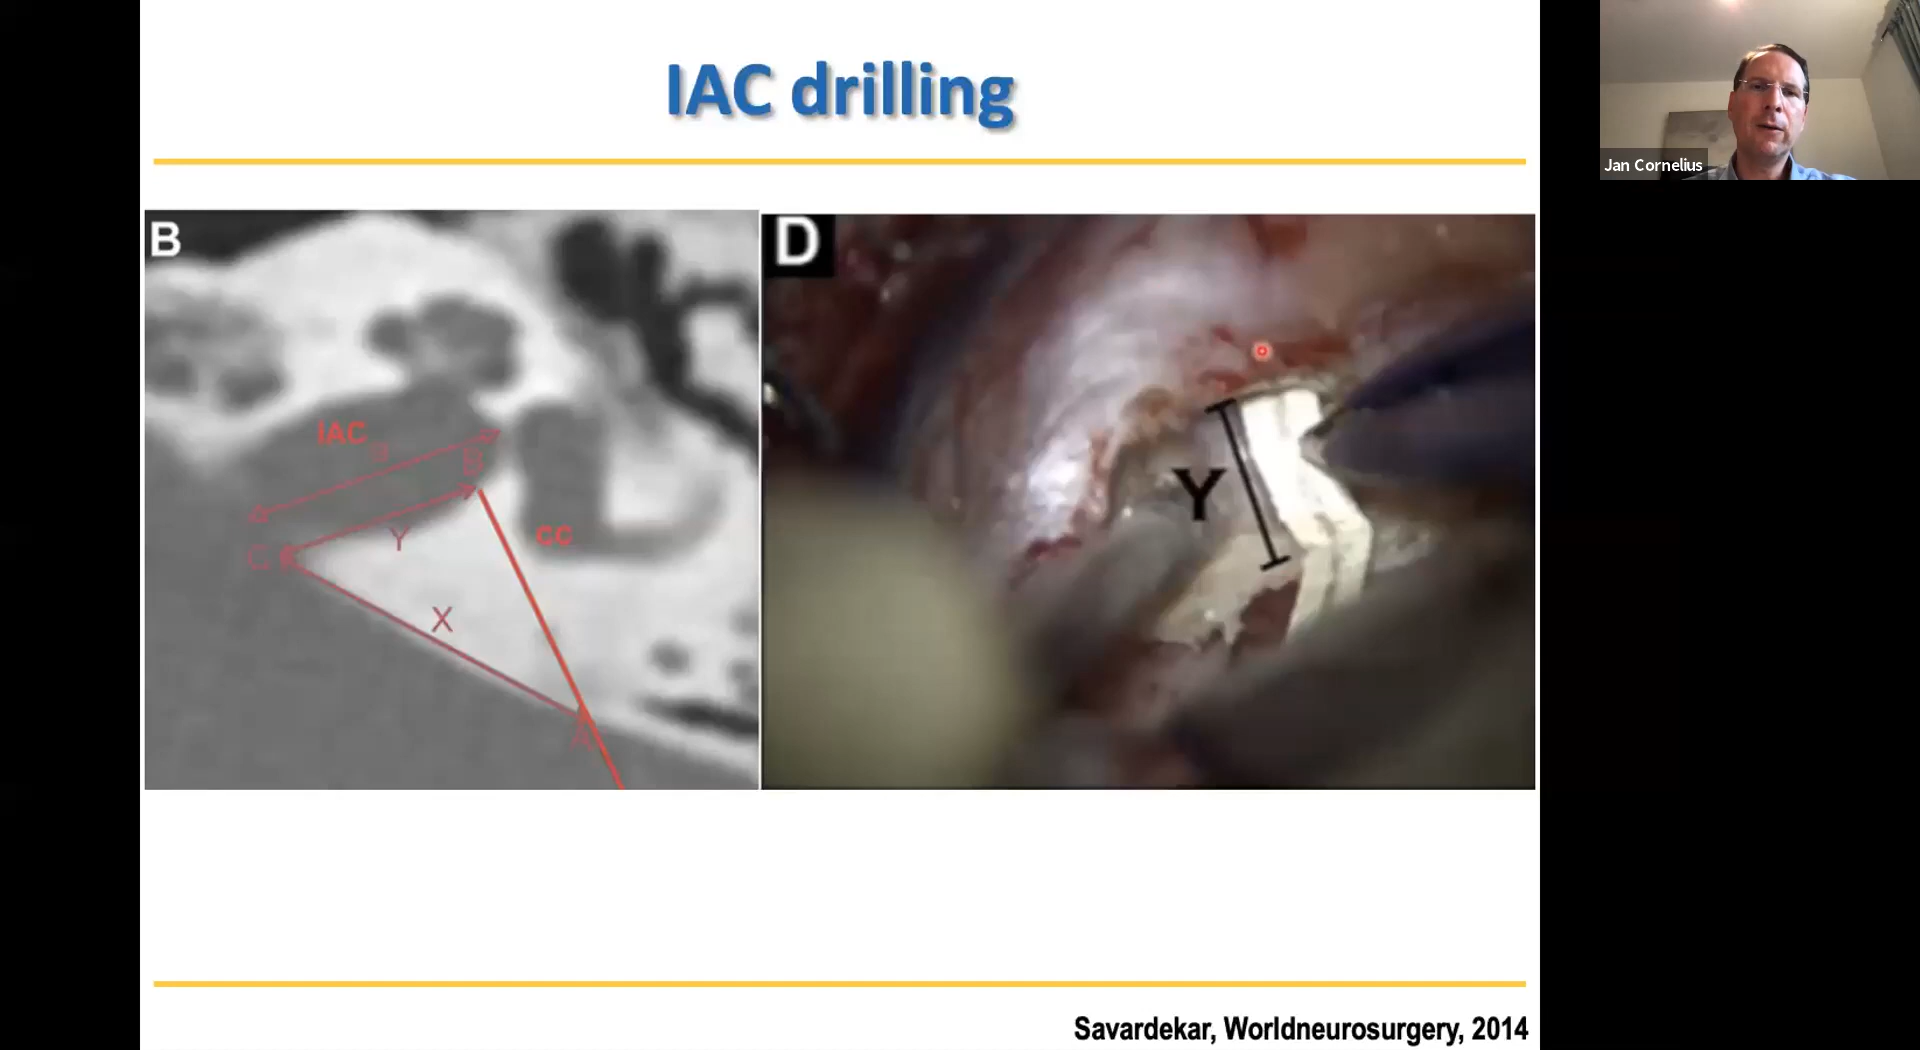 IAC drilling
Jan Cornelius
B
IAC
B
Y
C
CC
X
A
D
Y
Savardekar, Worldneurosurgery, 2014